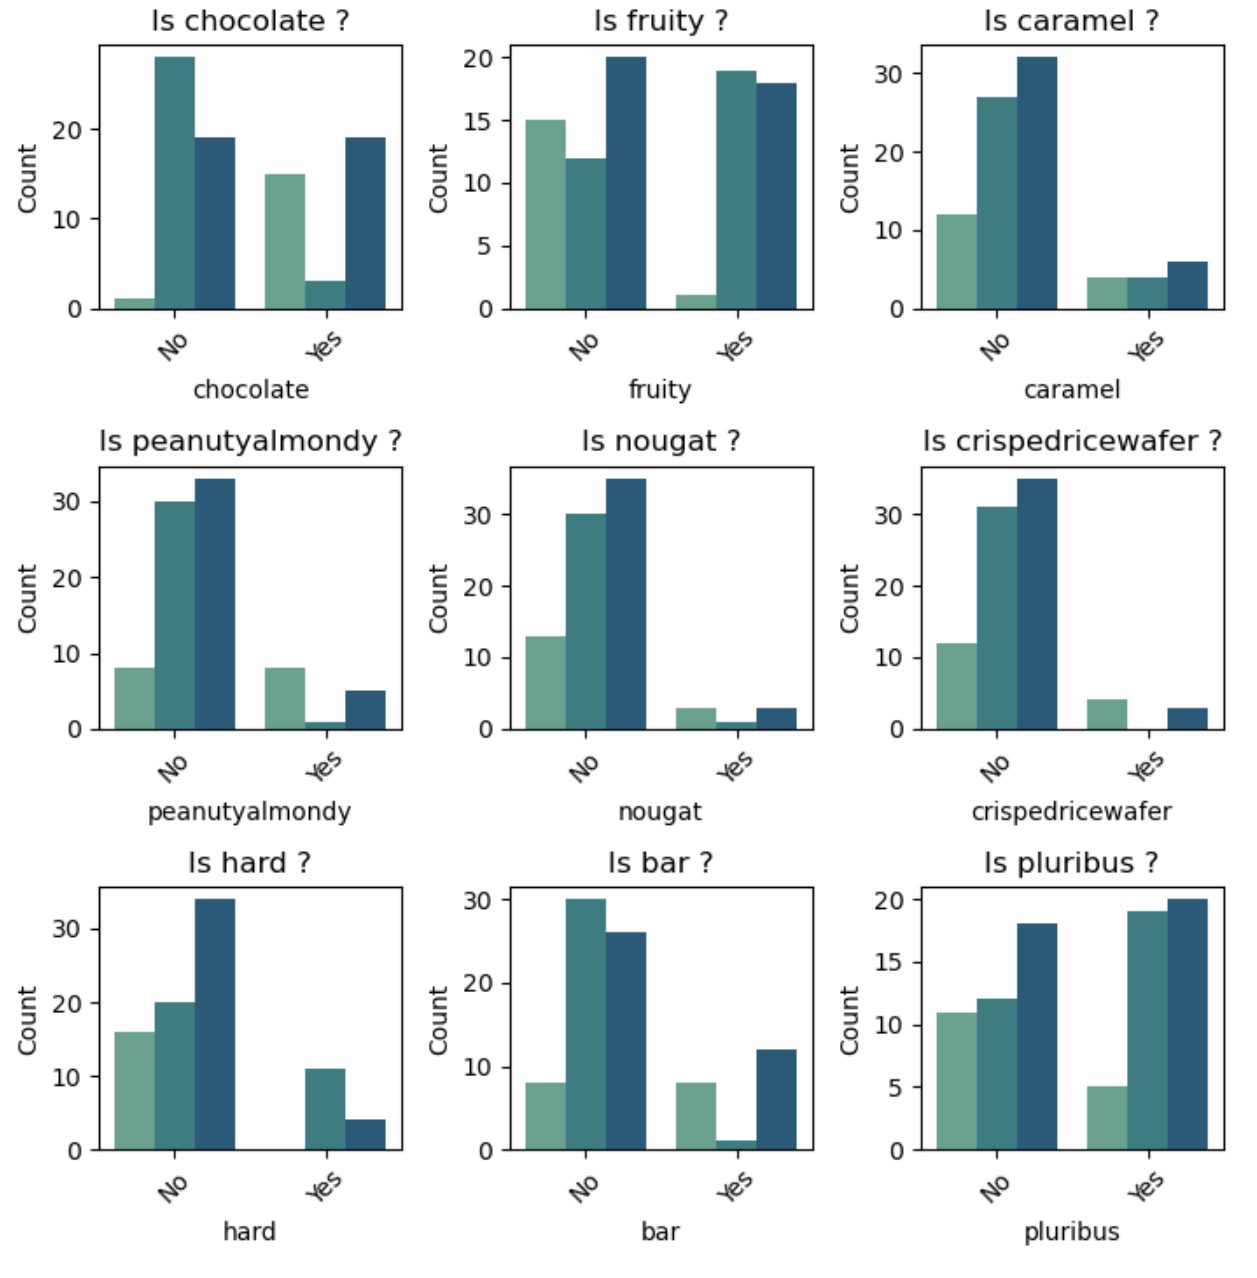 Is chocolate ?
Count
20
10
0
No
Yes
chocolate
Is fruity ?
Count
20
15
10
5
0
No
Yes
fruity
Is caramel ?
Count
30
20
10
0
No
Yes
caramel
Is peanutyalmondy ?
Count
30
20
10
0
No
Yes
peanutyalmondy
Is nougat ?
Count
30
20
10
0
No
Yes
nougat
Is crispedricewafer ?
Count
30
20
10
0
No
Yes
crispedricewafer
Is hard ?
Count
30
20
10
0
No
Yes
hard
Is bar ?
Count
30
20
10
0
No
Yes
bar
Is pluribus ?
Count
20
15
10
5
0
No
Yes
pluribus